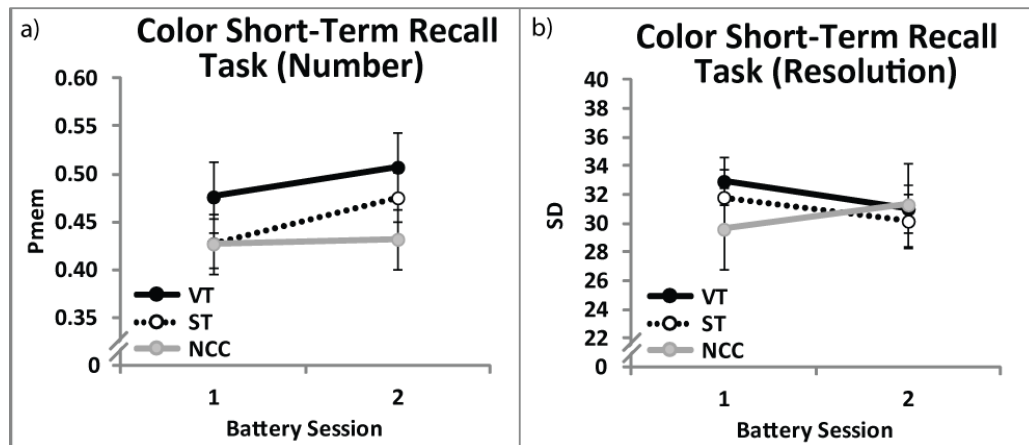 a)
Color Short-Term Recall
Task (Number)
0.60
0.55
0.50
0.45
0.40
0.35
0
Pmem
VT
ST
NCC
1 2
Battery Session
b)
Color Short-Term Recall
Task (Resolution)
40
38
36
34
32
30
28
26
24
22
0
SD
VT
ST
NCC
1 2
Battery Session